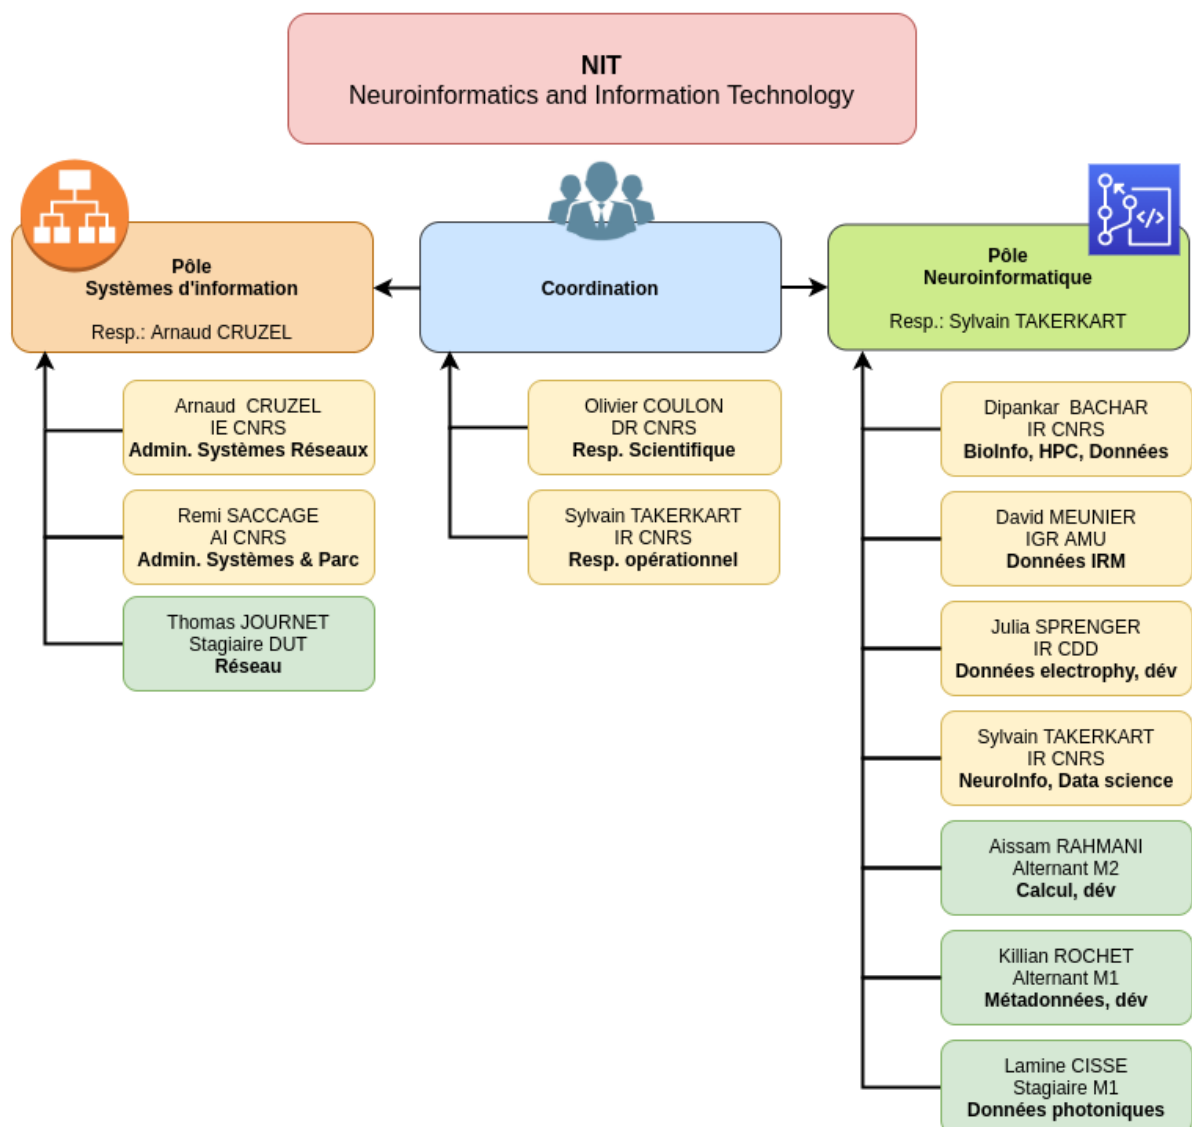 NIT
Neuroinformatics and Information Technology
Pôle
Systèmes d'information
Resp.: Arnaud CRUZEL
Arnaud CRUZEL
IE CNRS
Admin. Systèmes Réseaux
Remi SACCAGE
AI CNRS
Admin. Systèmes & Parc
Thomas JOURNET
Stagiaire DUT
Réseau
Coordination
Olivier COULON
DR CNRS
Resp. Scientifique
Sylvain TAKERKART
IR CNRS
Resp. opérationnel
</>
Pôle
Neuroinformatique
Resp.: Sylvain TAKERKART
Dipankar BACHAR
IR CNRS
BioInfo, HPC, Données
David MEUNIER
IGR AMU
Données IRM
Julia SPRENGER
IR CDD
Données electrophy, dév
Sylvain TAKERKART
IR CNRS
NeuroInfo, Data science
Aissam RAHMANI
Alternant M2
Calcul, dév
Killian ROCHET
Alternant M1
Métadonnées, dév
Lamine CISSE
Stagiaire M1
Données photoniques